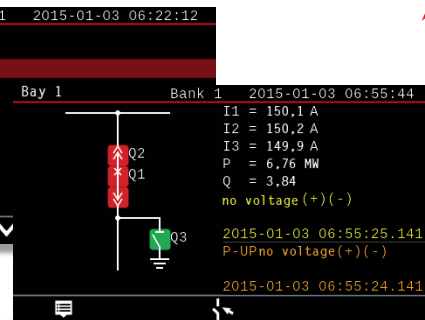 1 2015-01-03 06:22:12
Bay 1 Bank 1 2015-01-03 06:55:44
I1 = 150,1 A
I2 = 150,2 A
I3 = 149,9 A
P = 6,76 MW
Q = 3,84
no voltage(+)(-)
Q2
Q1
Q3
2015-01-03 06:55:25.141
P-UPno voltage(+)(-)
2015-01-03 06:55:24.141